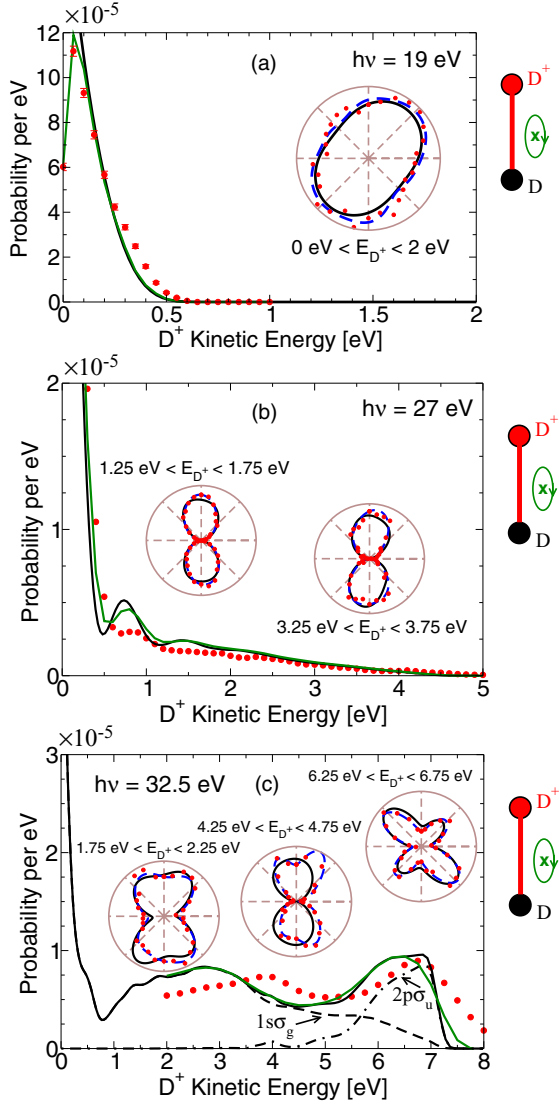 ×10⁻⁵
12
10
8
6
4
2
0
Probability per eV
(a)
hν = 19 eV
0 eV < E_D⁺ < 2 eV
0
0.5
1
1.5
2
D⁺ Kinetic Energy [eV]
D⁺
x
D
×10⁻⁵
2
1
0
Probability per eV
(b)
hν = 27 eV
1.25 eV < E_D⁺ < 1.75 eV
3.25 eV < E_D⁺ < 3.75 eV
0
1
2
3
4
5
D⁺ Kinetic Energy [eV]
D⁺
x
D
×10⁻⁵
3
2
1
0
Probability per eV
hν = 32.5 eV
(c)
6.25 eV < E_D⁺ < 6.75 eV
4.25 eV < E_D⁺ < 4.75 eV
1.75 eV < E_D⁺ < 2.25 eV
1sσ_g
2pσ_u
0
1
2
3
4
5
6
7
8
D⁺ Kinetic Energy [eV]
D⁺
x
D